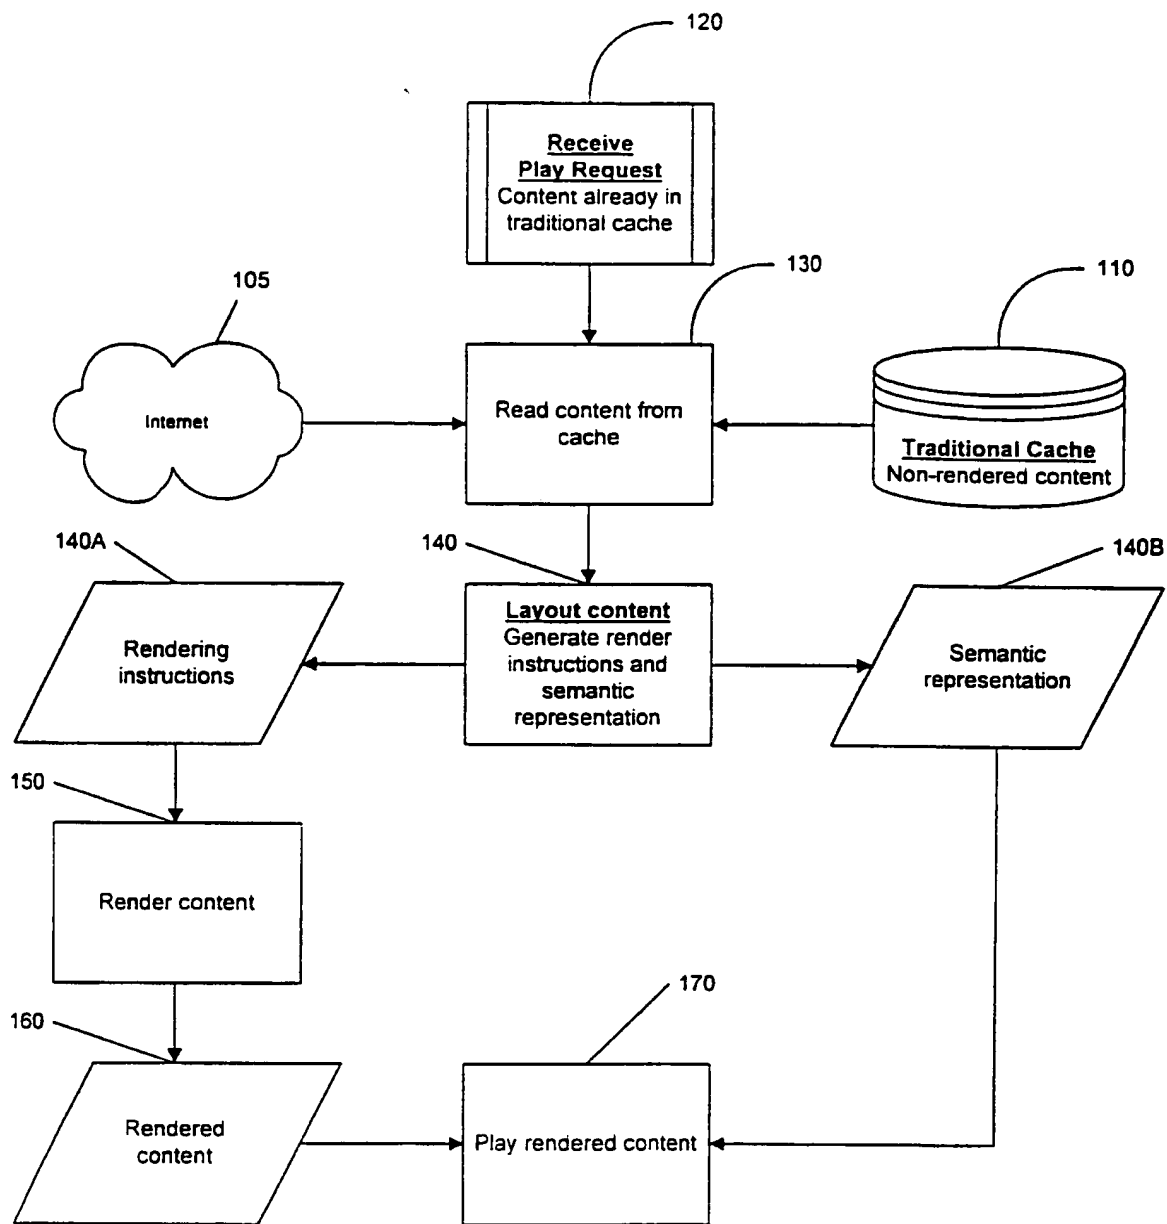 120
Receive
Play Request
Content already in
traditional cache
130
110
105
Internet
Read content from
cache
Traditional Cache
Non-rendered content
140A
140
140B
Rendering
instructions
Layout content
Generate render
instructions and
semantic
representation
Semantic
representation
150
Render content
160
170
Rendered
content
Play rendered content